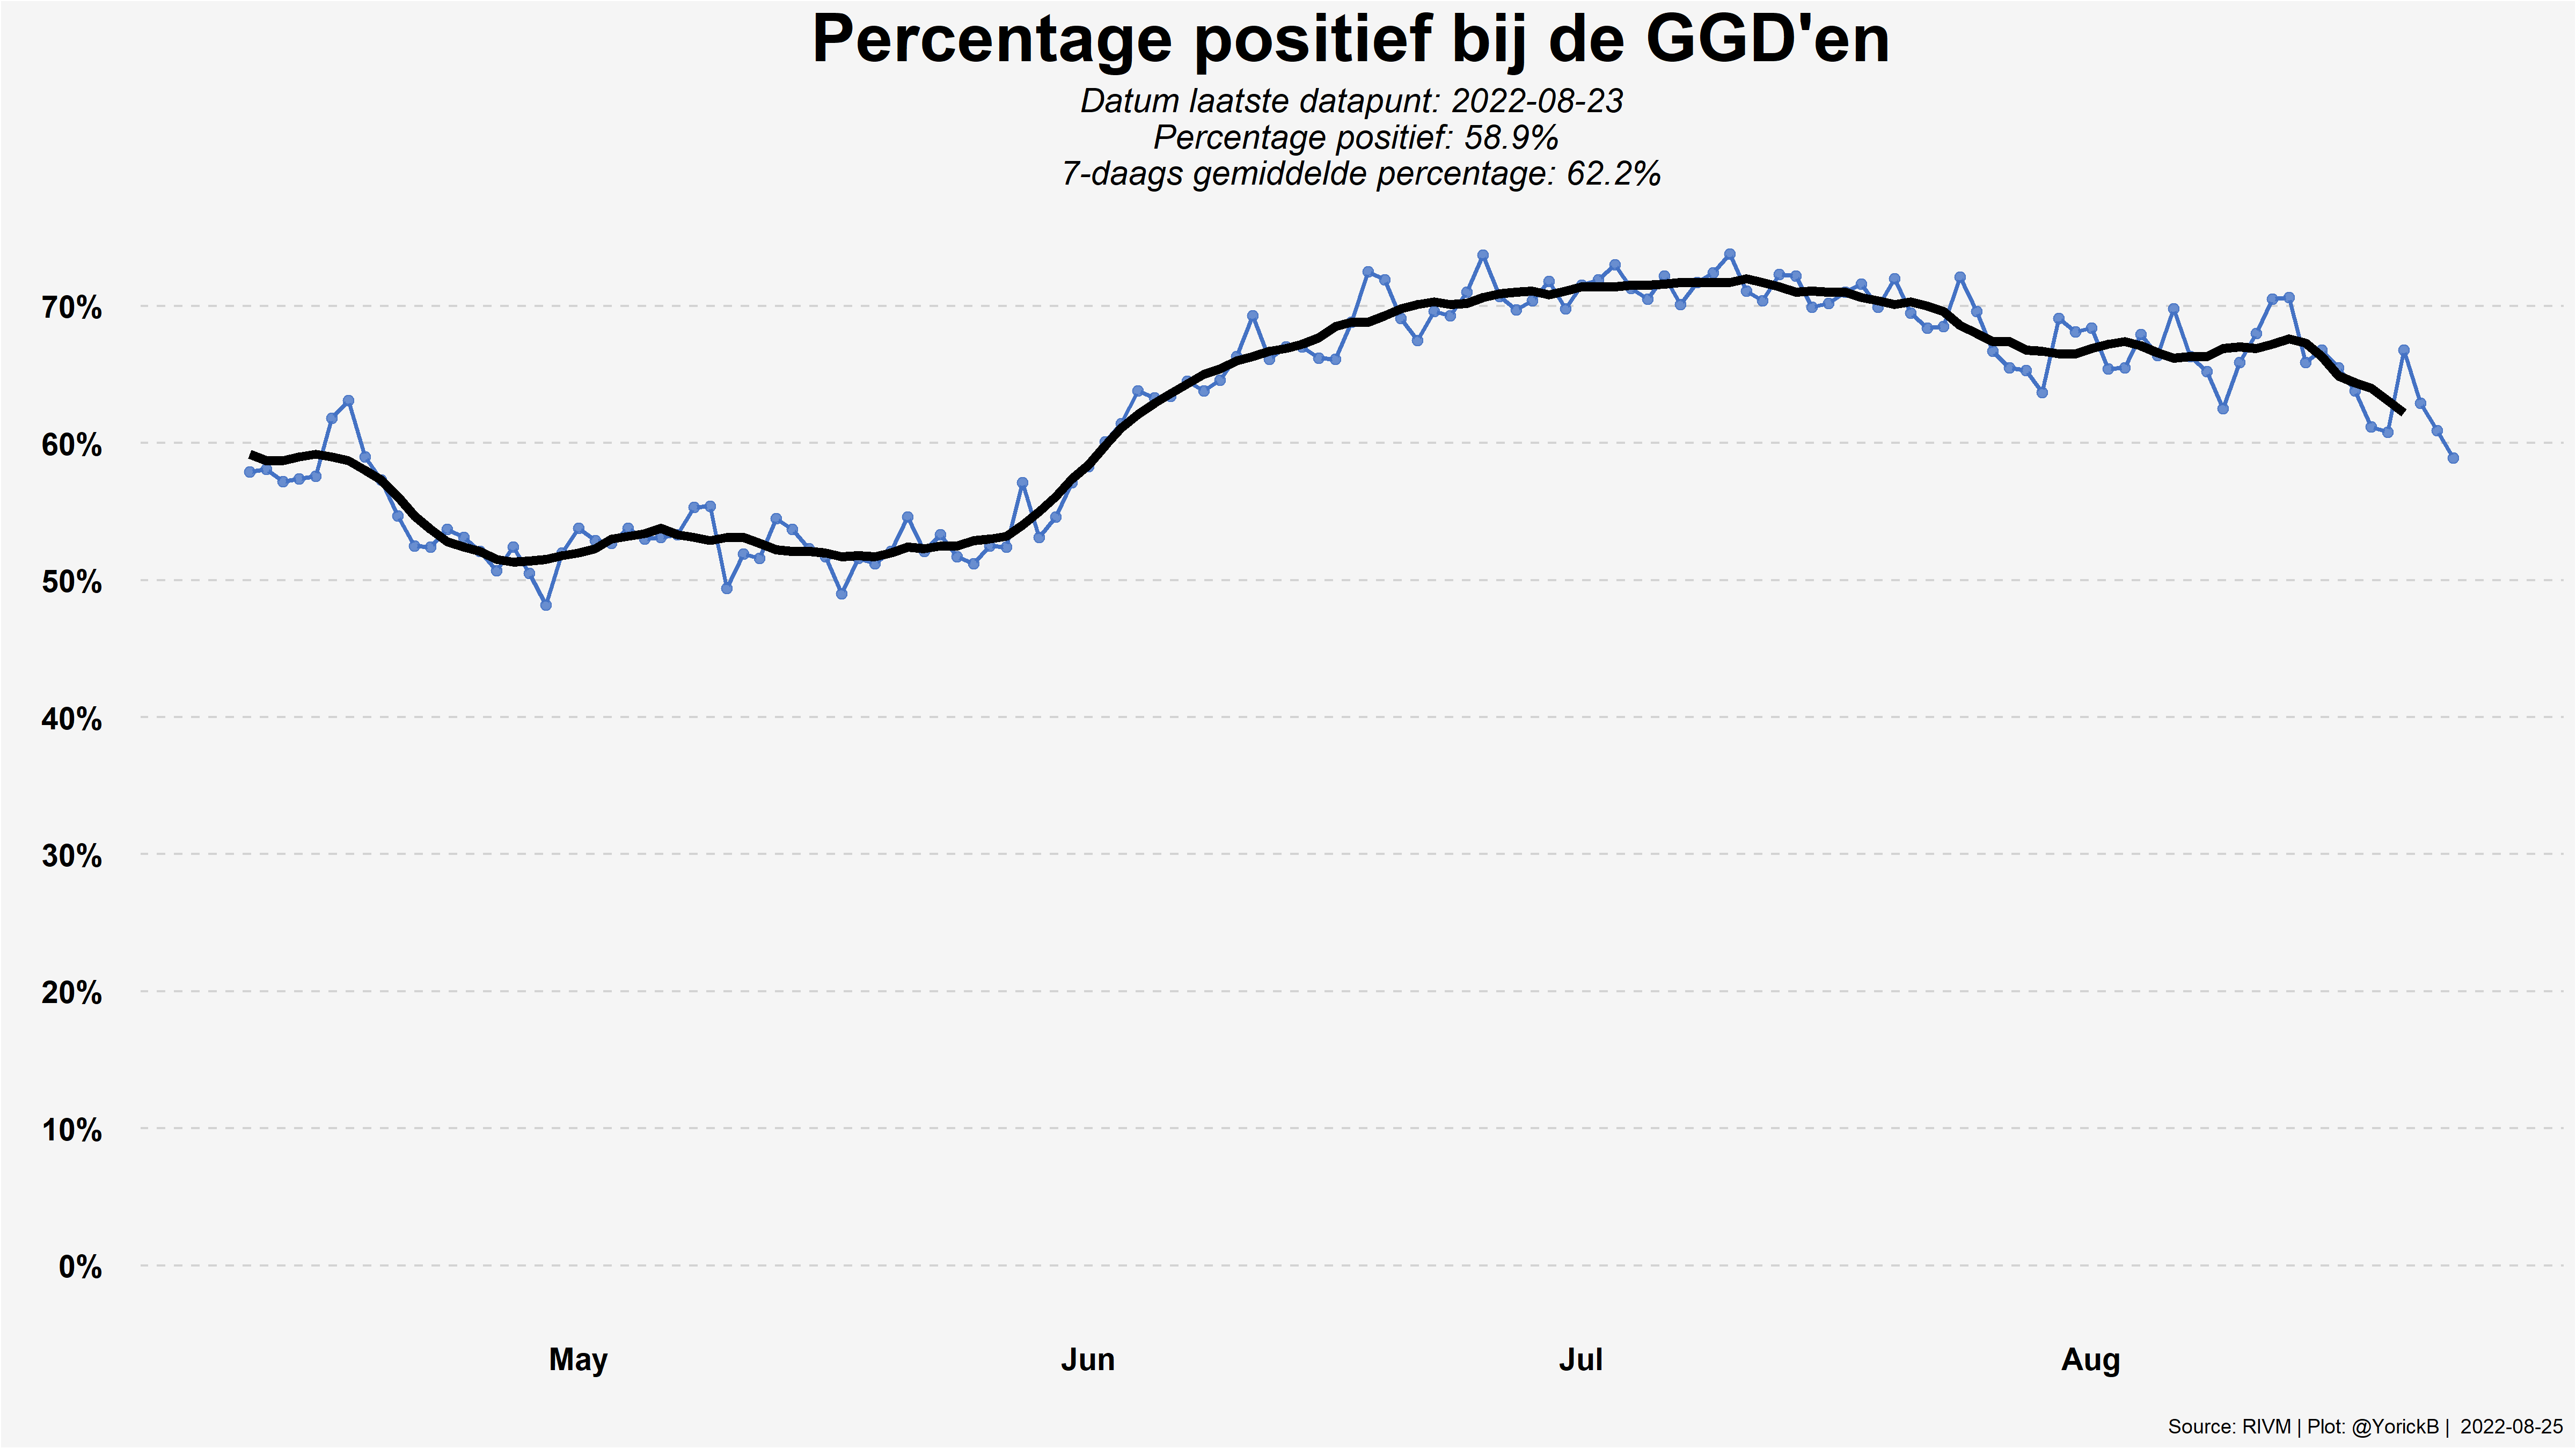 Percentage positief bij de GGD'en
Datum laatste datapunt: 2022-08-23
Percentage positief: 58.9%
7-daags gemiddelde percentage: 62.2%
70%
60%
50%
40%
30%
20%
10%
0%
May Jun Jul Aug
Source: RIVM | Plot: @YorickB | 2022-08-25